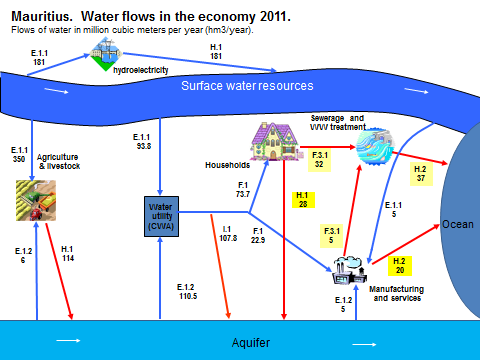 Mauritius.  Water flows in the economy 2011.
Flows of water in million cubic meters per year (hm3/year).
E.1.1
181
H.1
181
hydroelectricity
Surface water resources
E.1.1
350
Agriculture
& livestock
E.1.1
93.8
Households
Sewerage and
WW treatment
F.3.1
32
H.2
37
F.1
73.7
H.1
28
E.1.1
5
Water
utility
(CWA)
I.1
107.8
F.1
22.9
F.3.1
5
Ocean
E.1.2
6
H.1
114
E.1.2
110.5
H.2
20
E.1.2
5
Manufacturing
and services
Aquifer